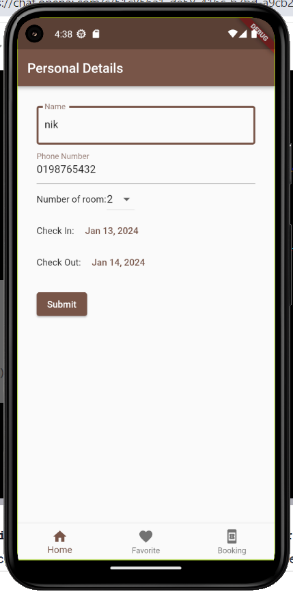 4:38
DEBUG
Personal Details
Name
nik
Phone Number
0198765432
Number of room: 2
Check In: Jan 13, 2024
Check Out: Jan 14, 2024
Submit
Home Favorite Booking